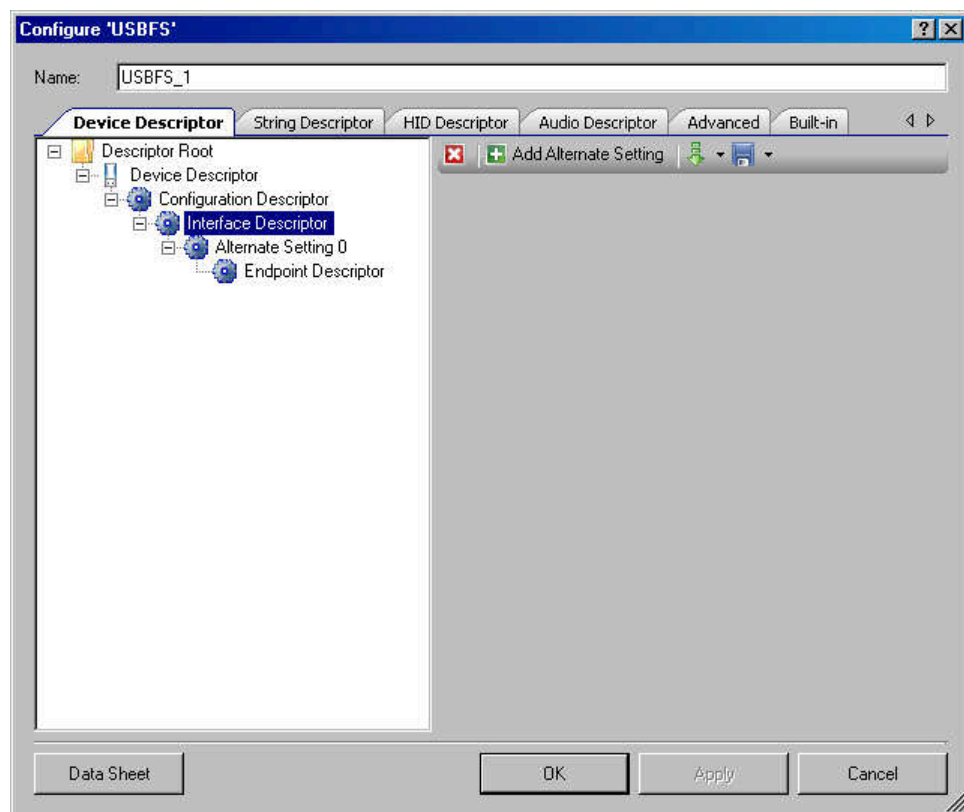 Configure 'USBFS'
Name: USBFS_1
Device Descriptor String Descriptor HID Descriptor Audio Descriptor Advanced Built-in
Descriptor Root
Add Alternate Setting
Device Descriptor
Configuration Descriptor
Interface Descriptor
Alternate Setting 0
Endpoint Descriptor
Data Sheet OK Apply Cancel